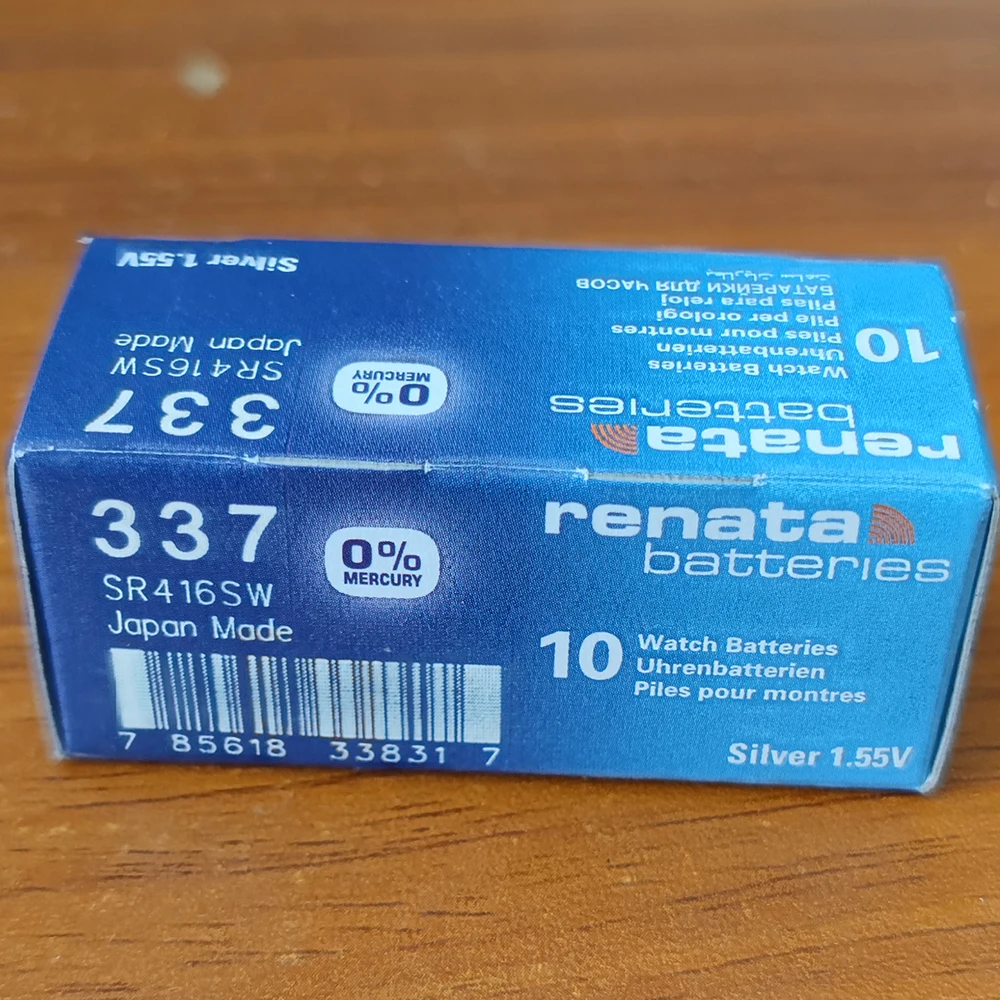 337
SR416SW
Japan Made
0%
MERCURY
7 85618 33831 7
renata
batteries
10
Watch Batteries
Uhrenbatterien
Piles pour montres
Silver 1.55V
renata
batteries
10
Watch Batteries
Uhrenbatterien
Piles pour montres
Pile per orologi
Pilas para reloj
БАТАРЕЙКИ ДЛЯ ЧАСОВ
0%
MERCURY
337
SR416SW
Japan Made
Silver 1.55V